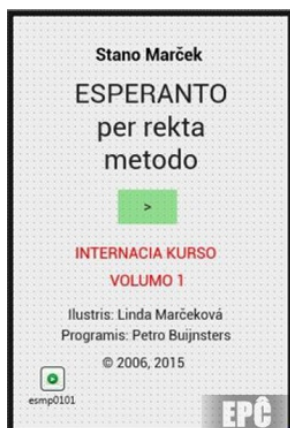 Stano Marček
ESPERANTO
per rekta
metodo
>
INTERNACIA KURSO
VOLUMO 1
Ilustris: Linda Marčeková
Programis: Petro Buijnsters
© 2006, 2015
esmp0101
EPĈ